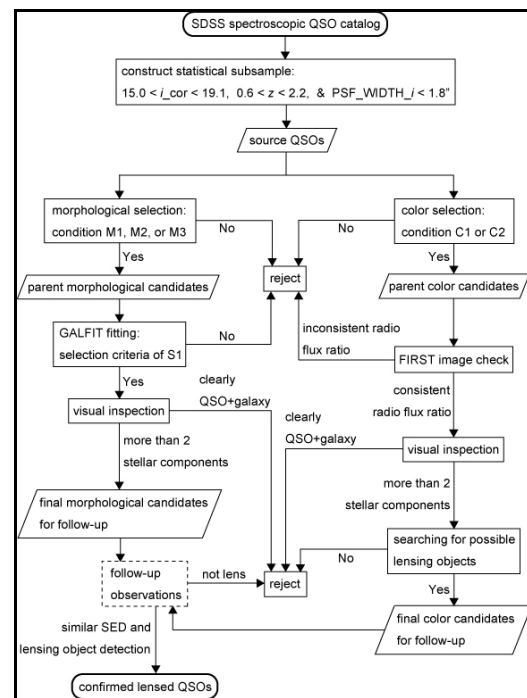 SDSS spectroscopic QSO catalog
construct statistical subsample:
15.0 < i_cor < 19.1, 0.6 < z < 2.2, & PSF_WIDTH_i < 1.8"
source QSOs
morphological selection:
condition M1, M2, or M3
No
No
color selection:
condition C1 or C2
Yes
reject
Yes
parent morphological candidates
parent color candidates
GALFIT fitting:
selection criteria of S1
No
inconsistent radio
flux ratio
FIRST image check
Yes
clearly
QSO+galaxy
consistent
radio flux ratio
visual inspection
clearly
QSO+galaxy
visual inspection
more than 2
stellar components
more than 2
stellar components
final morphological candidates
for follow-up
searching for possible
lensing objects
No
follow-up
observations
not lens
reject
Yes
final color candidates
for follow-up
similar SED and
lensing object detection
confirmed lensed QSOs